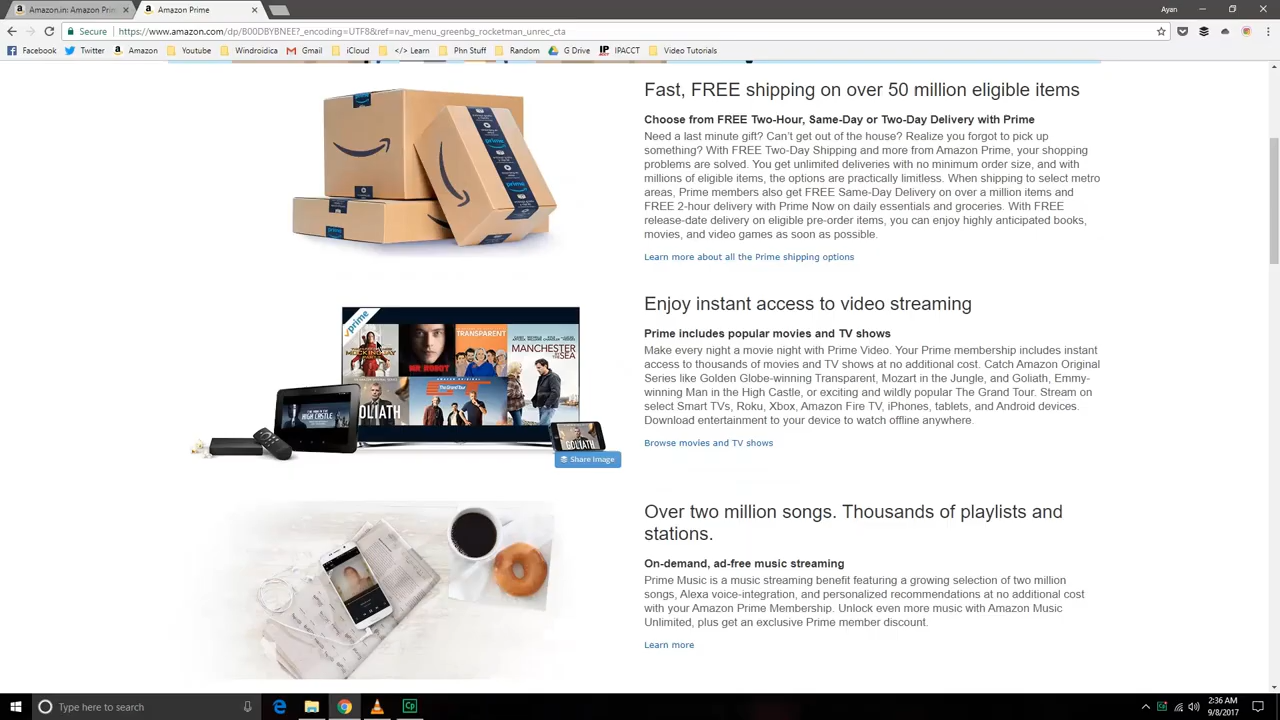 Amazon.in: Amazon Prim
Amazon Prime
Ayan
Secure
https://www.amazon.com/dp/B00DBYBNEE?_encoding=UTF8&ref=nav_menu_greenbg_rocketman_unrec_cta
Facebook Twitter Amazon Youtube Windroidica Gmail iCloud </> Learn Phn Stuff Random G Drive IPACCT Video Tutorials
Fast, FREE shipping on over 50 million eligible items
Choose from FREE Two-Hour, Same-Day or Two-Day Delivery with Prime
Need a last minute gift? Can’t get out of the house? Realize you forgot to pick up
something? With FREE Two-Day Shipping and more from Amazon Prime, your shopping
problems are solved. You get unlimited deliveries with no minimum order size, and with
millions of eligible items, the options are practically limitless. When shipping to select metro
areas, Prime members also get FREE Same-Day Delivery on over a million items and
FREE 2-hour delivery with Prime Now on daily essentials and groceries. With FREE
release-date delivery on eligible pre-order items, you can enjoy highly anticipated books,
movies, and video games as soon as possible.
Learn more about all the Prime shipping options
prime
prime
prime
Enjoy instant access to video streaming
Prime includes popular movies and TV shows
Make every night a movie night with Prime Video. Your Prime membership includes instant
access to thousands of movies and TV shows at no additional cost. Catch Amazon Original
Series like Golden Globe-winning Transparent, Mozart in the Jungle, and Goliath, Emmy-
winning Man in the High Castle, or exciting and wildly popular The Grand Tour. Stream on
select Smart TVs, Roku, Xbox, Amazon Fire TV, iPhones, tablets, and Android devices.
Download entertainment to your device to watch offline anywhere.
Browse movies and TV shows
prime
MOCKINGJAY
MR ROBOT
TRANSPARENT
MANCHESTER
BY THE SEA
GOLIATH
The Grand Tour
HIGH CASTLE
GOLIATH
Share Image
Over two million songs. Thousands of playlists and
stations.
On-demand, ad-free music streaming
Prime Music is a music streaming benefit featuring a growing selection of two million
songs, Alexa voice-integration, and personalized recommendations at no additional cost
with your Amazon Prime Membership. Unlock even more music with Amazon Music
Unlimited, plus get an exclusive Prime member discount.
Learn more
Type here to search
Cp
2:36 AM
9/8/2017